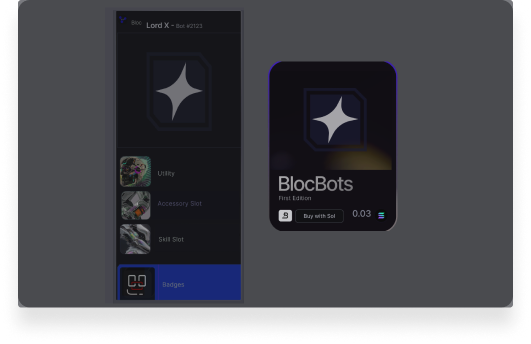 Bloc Lord X - Bot #2123
Utility
Accessory Slot
Skill Slot
Badges
BlocBots
First Edition
Buy with Sol
0.03